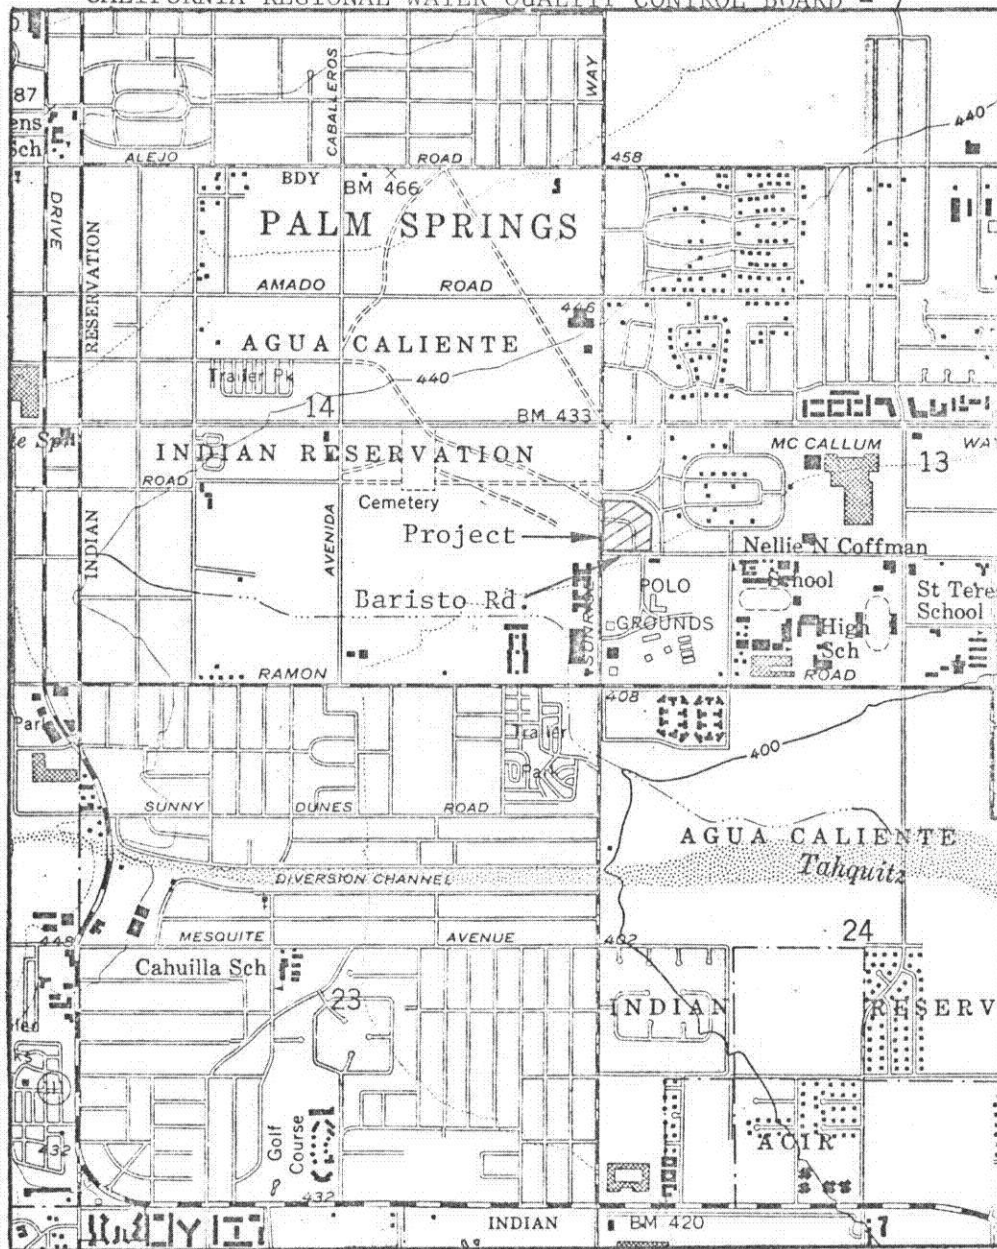 CALIFORNIA REGIONAL WATER QUALITY CONTROL BOARD - 7
87
ens
Sch
CABALLEROS
WAY
440
ALEJO ROAD
458
DRIVE
BDY
BM 466
PALM SPRINGS
RESERVATION
AMADO ROAD
446
AGUA CALIENTE
Trailer Pk
440
14
BM 433
INDIAN RESERVATION
MC CALLUM WAY
13
ROAD
Cemetery
Project
INDIAN
AVENIDA
Nellie N Coffman
School
Baristo Rd.
POLO
GROUNDS
St Tere
School
SUNRISE
High
Sch
RAMON ROAD
408
Park
Trailer
Park
400
SUNNY DUNES ROAD
AGUA CALIENTE
Tahquitz
DIVERSION CHANNEL
MESQUITE AVENUE
448
402
24
Cahuilla Sch
23
INDIAN RESERV
111
Golf
Course
ACIR
432
432
INDIAN
BM 420